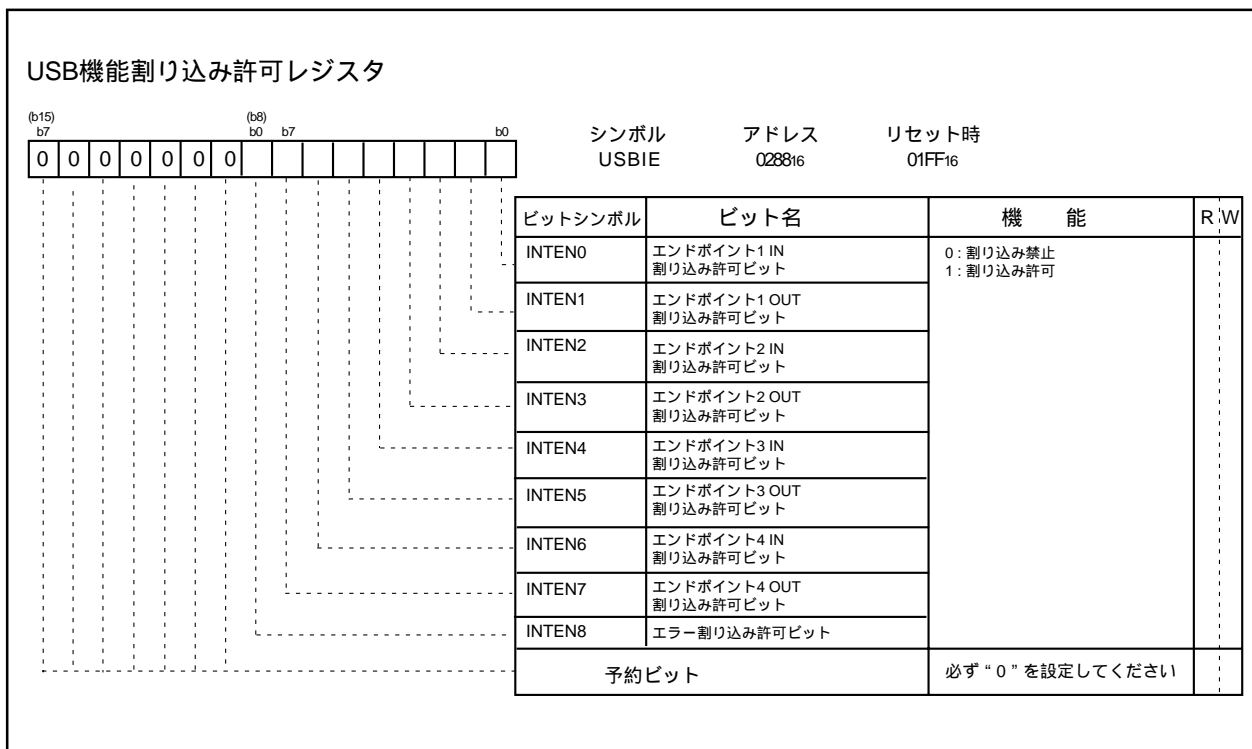 USB機能割り込み許可レジスタ
(b15) (b8)
b7 b0 b7 b0
0 0 0 0 0 0 0
シンボル アドレス リセット時
USBIE 028816 01FF16
ビットシンボル ビット名 機 能 R W
INTEN0 エンドポイント1 IN
割り込み許可ビット
0 : 割り込み禁止
1 : 割り込み許可
INTEN1 エンドポイント1 OUT
割り込み許可ビット
INTEN2 エンドポイント2 IN
割り込み許可ビット
INTEN3 エンドポイント2 OUT
割り込み許可ビット
INTEN4 エンドポイント3 IN
割り込み許可ビット
INTEN5 エンドポイント3 OUT
割り込み許可ビット
INTEN6 エンドポイント4 IN
割り込み許可ビット
INTEN7 エンドポイント4 OUT
割り込み許可ビット
INTEN8 エラー割り込み許可ビット
予約ビット 必ず“0”を設定してください